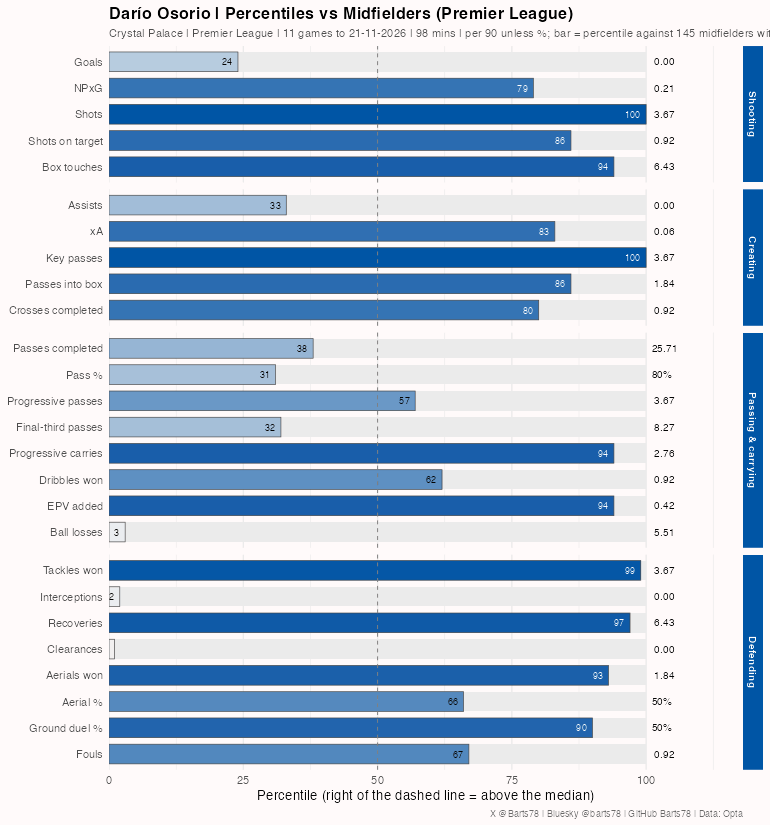 Darío Osorio | Percentiles vs Midfielders (Premier League)
Crystal Palace | Premier League | 11 games to 21-11-2026 | 98 mins | per 90 unless %; bar = percentile against 145 midfielders
Shooting
Goals 24 0.00
NPxG 79 0.21
Shots 100 3.67
Shots on target 86 0.92
Box touches 94 6.43
Creating
Assists 33 0.00
xA 83 0.06
Key passes 100 3.67
Passes into box 86 1.84
Crosses completed 80 0.92
Passing & carrying
Passes completed 38 25.71
Pass % 31 80%
Progressive passes 57 3.67
Final-third passes 32 8.27
Progressive carries 94 2.76
Dribbles won 62 0.92
EPV added 94 0.42
Ball losses 3 5.51
Defending
Tackles won 99 3.67
Interceptions 2 0.00
Recoveries 97 6.43
Clearances 0.00
Aerials won 93 1.84
Aerial % 66 50%
Ground duel % 90 50%
Fouls 67 0.92
0 25 50 75 100
Percentile (right of the dashed line = above the median)
X @Barts78 | Bluesky @barts78 | GitHub Barts78 | Data: Opta